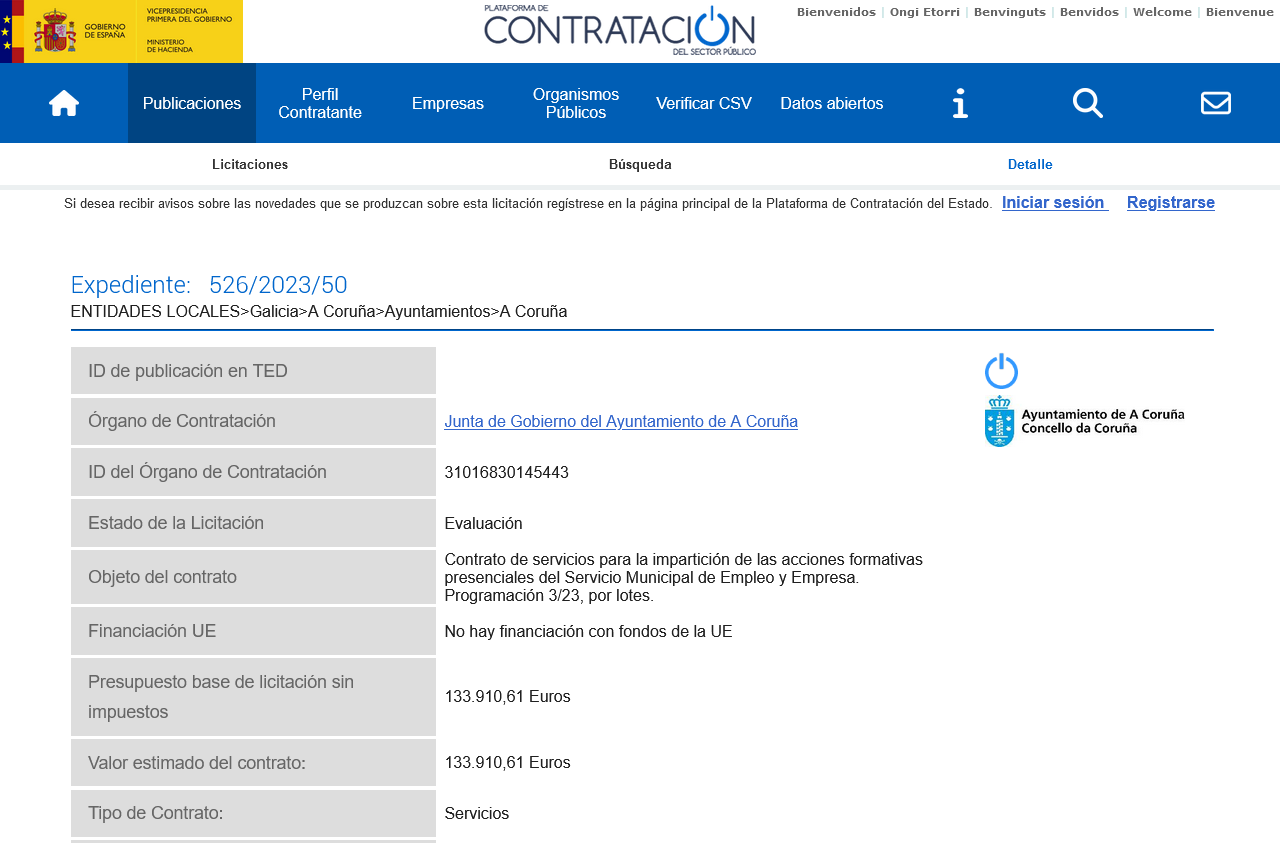 GOBIERNO
DE ESPAÑA
VICEPRESIDENCIA
PRIMERA DEL GOBIERNO
MINISTERIO
DE HACIENDA
PLATAFORMA DE
CONTRATACIÓN
DEL SECTOR PÚBLICO
Bienvenidos | Ongi Etorri | Benvinguts | Benvidos | Welcome | Bienvenue
Publicaciones
Perfil
Contratante
Empresas
Organismos
Públicos
Verificar CSV
Datos abiertos
Licitaciones
Búsqueda
Detalle
Si desea recibir avisos sobre las novedades que se produzcan sobre esta licitación regístrese en la página principal de la Plataforma de Contratación del Estado. Iniciar sesión Registrarse
Expediente: 526/2023/50
ENTIDADES LOCALES>Galicia>A Coruña>Ayuntamientos>A Coruña
ID de publicación en TED
Órgano de Contratación
Junta de Gobierno del Ayuntamiento de A Coruña
Ayuntamiento de A Coruña
Concello da Coruña
ID del Órgano de Contratación
31016830145443
Estado de la Licitación
Evaluación
Objeto del contrato
Contrato de servicios para la impartición de las acciones formativas
presenciales del Servicio Municipal de Empleo y Empresa.
Programación 3/23, por lotes.
Financiación UE
No hay financiación con fondos de la UE
Presupuesto base de licitación sin
impuestos
133.910,61 Euros
Valor estimado del contrato:
133.910,61 Euros
Tipo de Contrato:
Servicios